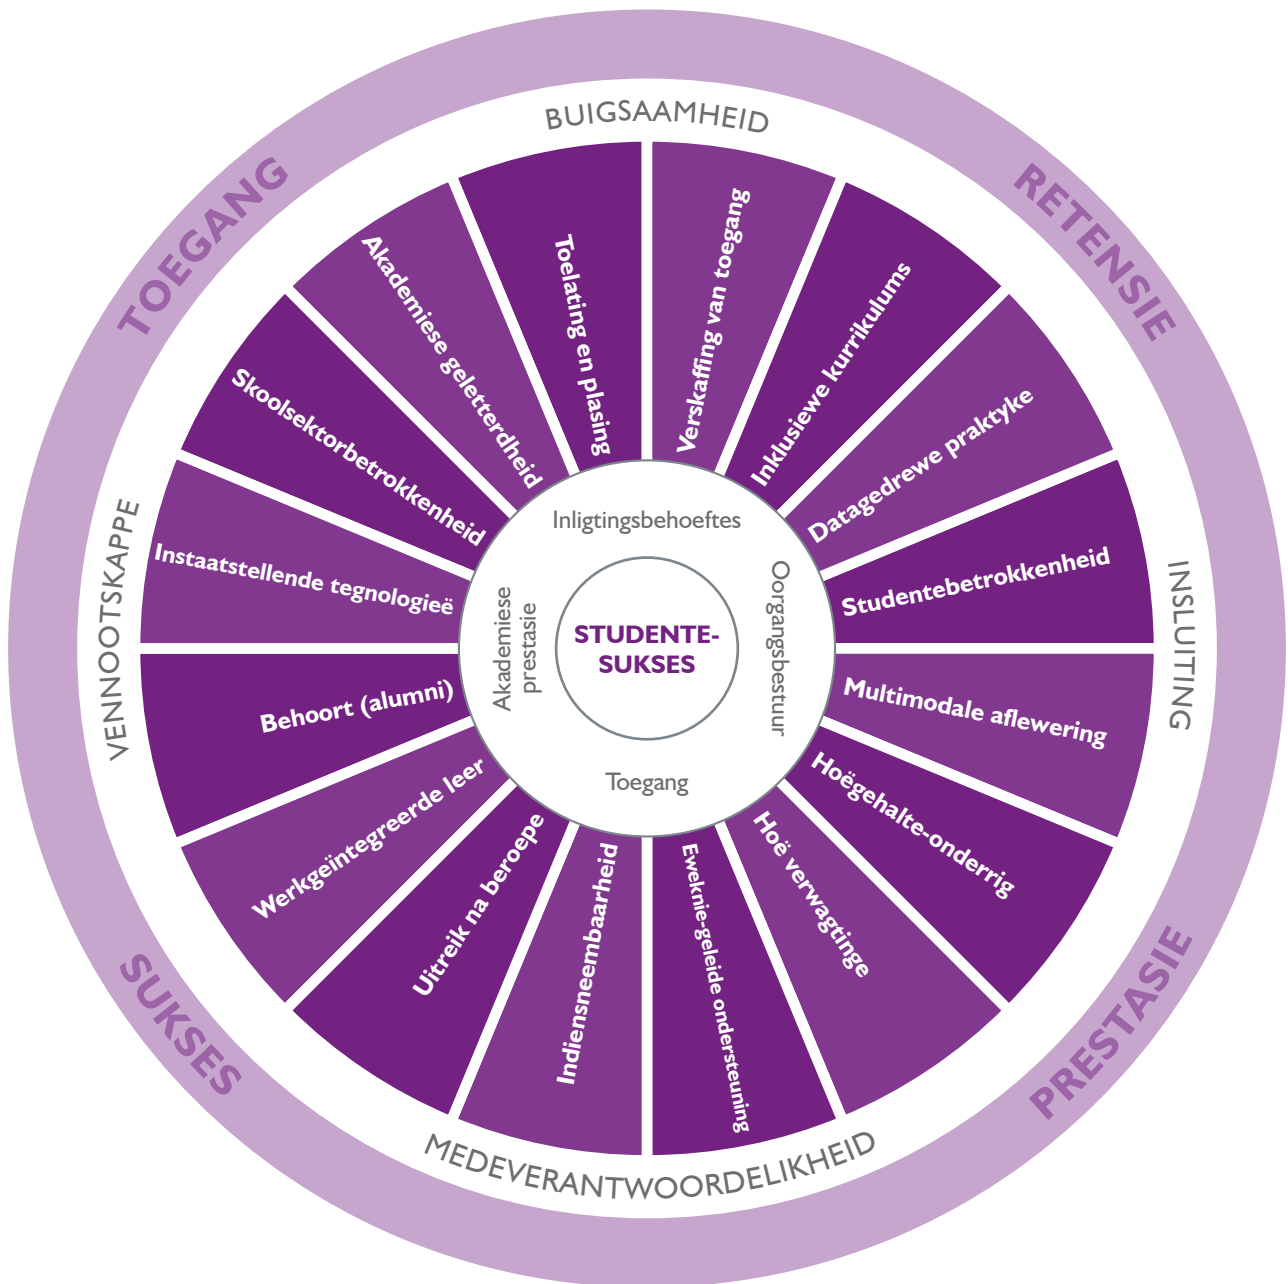 TOEGANG
RETENSIE
PRESTASIE
SUKSES
BUIGSAAMHEID
INSLUITING
MEDEVERANTWOORDELIKHEID
VENNOOTSKAPPE
Verskaffing van toegang
Inklusiewe kurrikulums
Datagedrewe praktyke
Studentebetrokkenheid
Multimodale aflewering
Hoëgehalte-onderrig
Hoë verwagtinge
Eweknie-geleide ondersteuning
Indiensneembaarheid
Uitreik na beroepe
Werkgeïntegreerde leer
Behoort (alumni)
Instaatstellende tegnologieë
Skoolsektorbetrokkenheid
Akademiese geletterdheid
Toelating en plasing
Inligtingsbehoeftes
Oorgangsbestuur
Toegang
Akademiese
prestasie
STUDENTE-
SUKSES